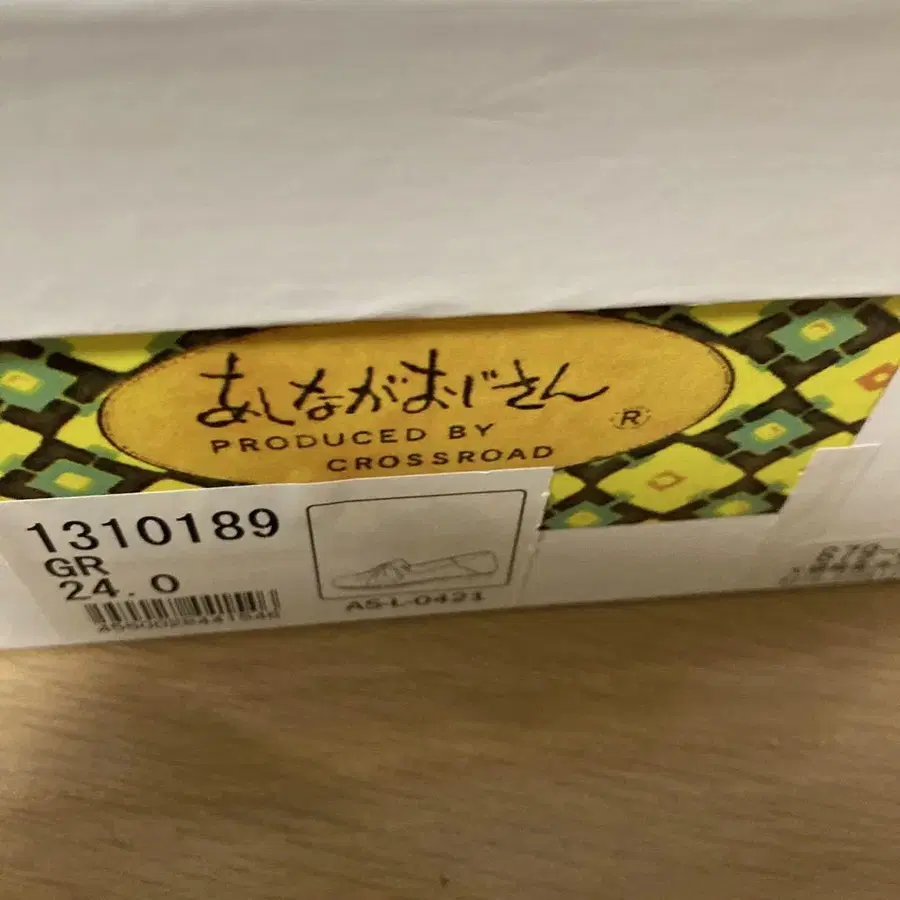 あしながおじさん
PRODUCED BY
CROSSROAD
R
1310189
GR
24.0
AS-L-0421